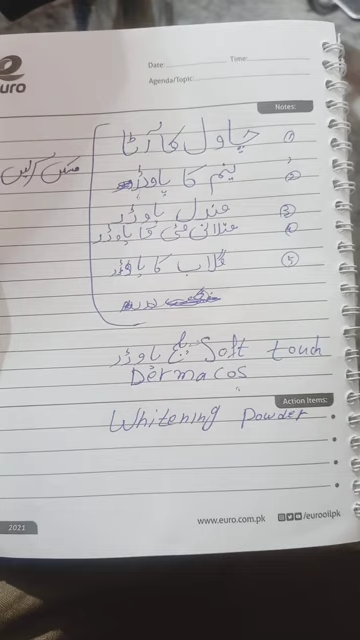 euro
Date: Time:
Agenda/Topic:
Notes:
① چاول کا آٹا
② نیم کا پاوڈر
③ صندل پاوڈر
④ ملتانی مٹی کا پاوڈر
⑤ گلاب کا پاوڈر
مکس کرلیں
Soft touch بلیچ پاوڈر
Dermacos
Action Items:
Whitening Powder
2021
www.euro.com.pk /eurooilpk